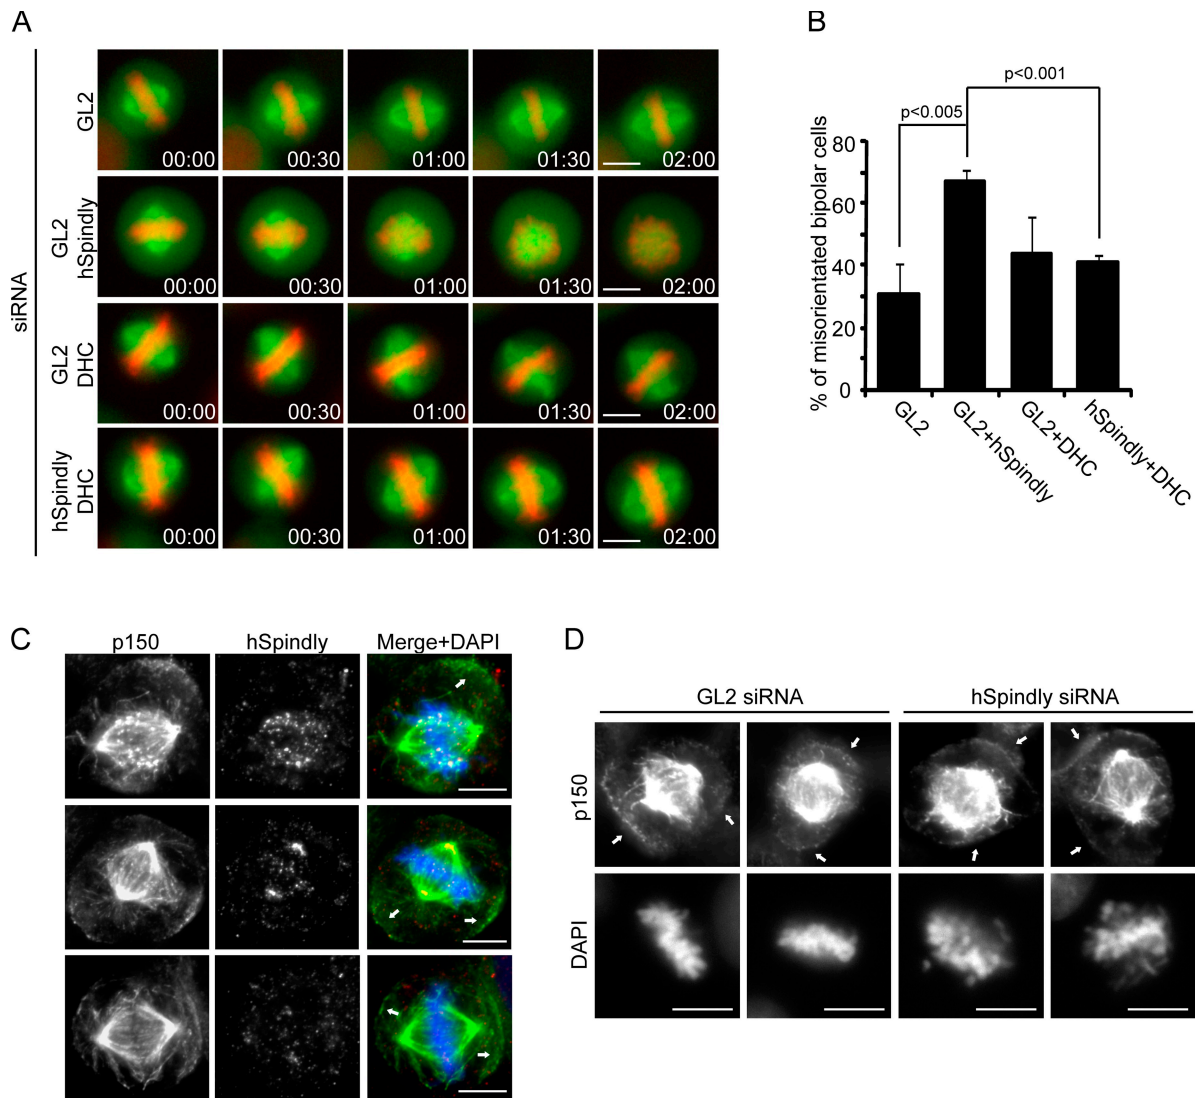 A
siRNA
GL2
00:00
00:30
01:00
01:30
02:00
GL2
hSpindly
00:00
00:30
01:00
01:30
02:00
GL2
DHC
00:00
00:30
01:00
01:30
02:00
hSpindly
DHC
00:00
00:30
01:00
01:30
02:00
B
p<0.001
p<0.005
% of misorientated bipolar cells
80
60
40
20
0
GL2
GL2+hSpindly
GL2+DHC
hSpindly+DHC
C
p150
hSpindly
Merge+DAPI
D
GL2 siRNA
hSpindly siRNA
p150
DAPI